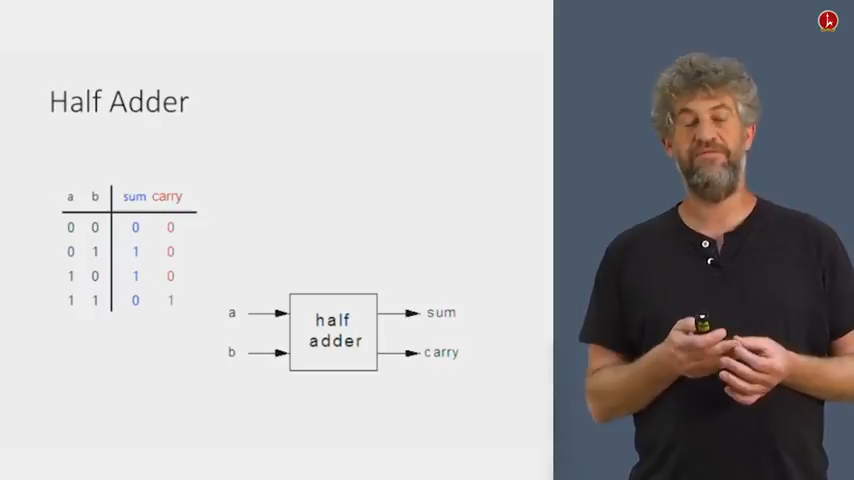 Half Adder
a b sum carry
0 0 0 0
0 1 1 0
1 0 1 0
1 1 0 1
a half adder sum
b carry